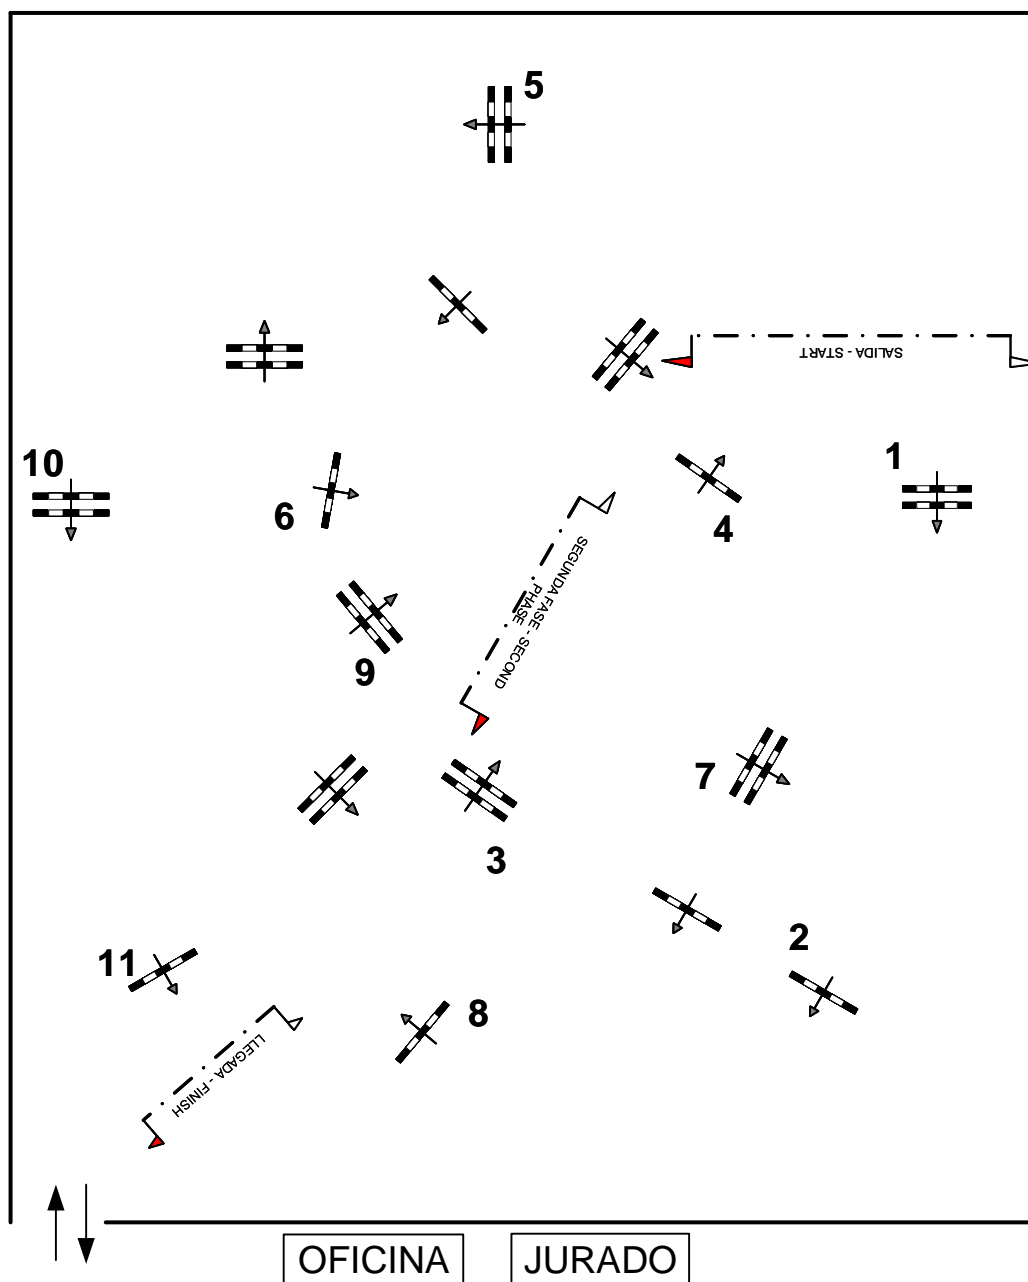 5
SALIDA - START
10
1
6
4
SEGUNDA FASE - SECOND
PHASE
9
7
3
2
11
8
LLEGADA - FINISH
OFICINA
JURADO